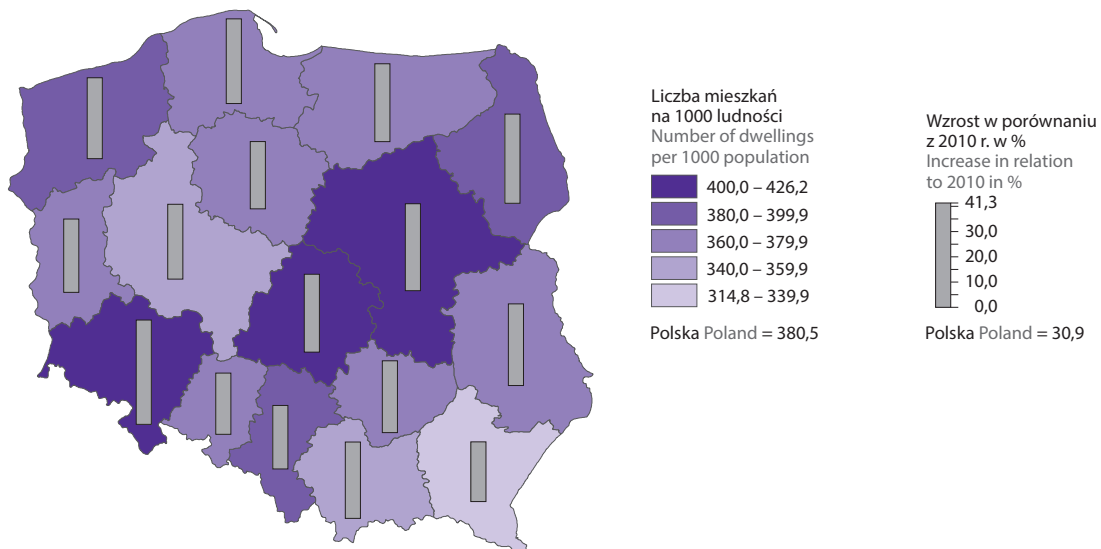 Liczba mieszkań
na 1000 ludności
Number of dwellings
per 1000 population
400,0 – 426,2
380,0 – 399,9
360,0 – 379,9
340,0 – 359,9
314,8 – 339,9
Polska Poland = 380,5
Wzrost w porównaniu
z 2010 r. w %
Increase in relation
to 2010 in %
41,3
30,0
20,0
10,0
0,0
Polska Poland = 30,9